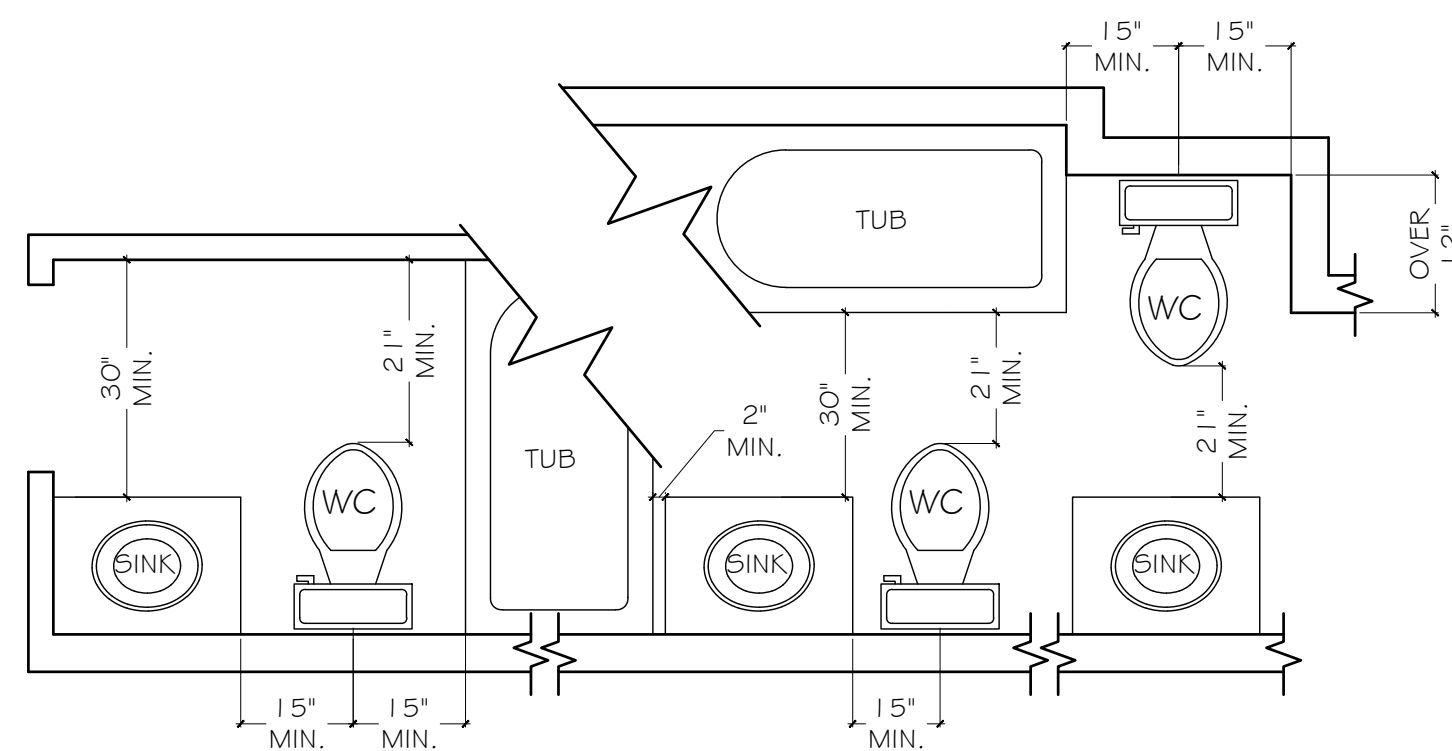 15" 15"
MIN. MIN.
TUB
OVER
12"
WC
30"
MIN.
21"
MIN.
30"
MIN.
21"
MIN.
2"
MIN.
21"
MIN.
TUB
WC
WC
SINK
SINK
SINK
15" 15" 15"
MIN. MIN. MIN.